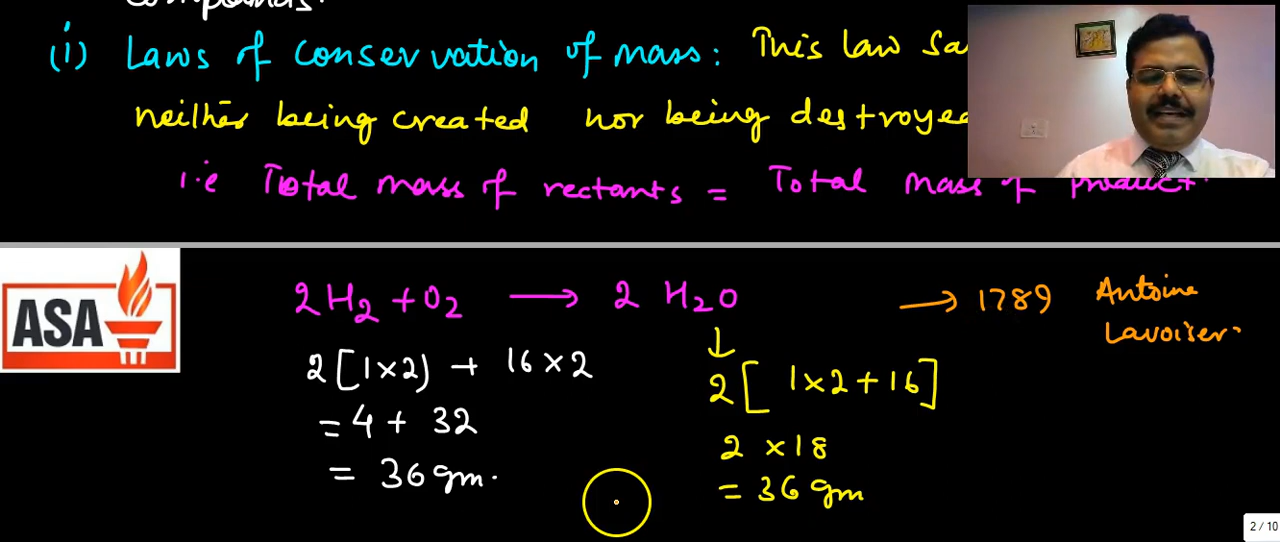 compounds.
(i) Laws of conservation of mass: This law
neither being created nor being destroyed
i.e Total mass of rectants = Total mass of product.
ASA
2H₂ + O₂ → 2 H₂O → 1789 Antoine
Lavoiser.
2[1×2) + 16×2
= 4 + 32
= 36 gm.
↓
2[ 1×2+16]
2 ×18
= 36 gm
2 / 10